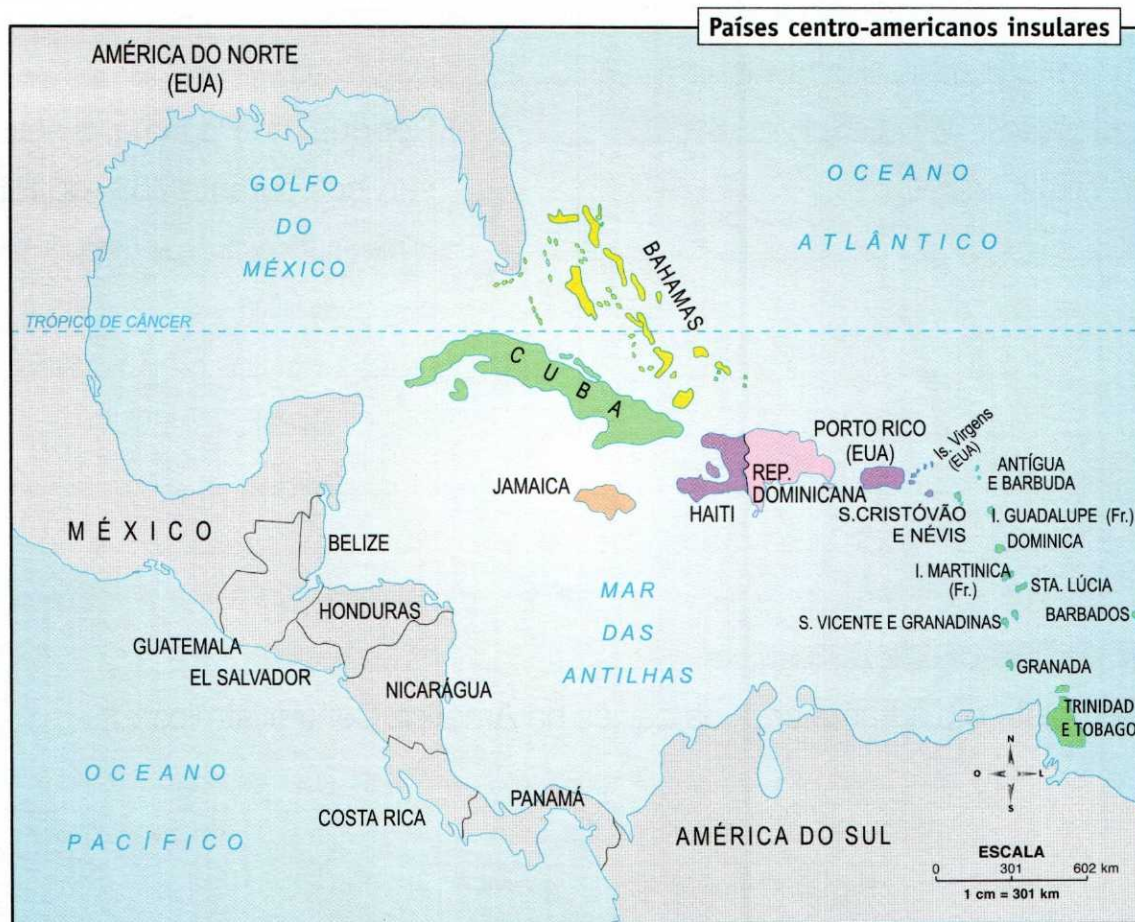 Países centro-americanos insulares
AMÉRICA DO NORTE
(EUA)
GOLFO
DO
MÉXICO
OCEANO
ATLÂNTICO
BAHAMAS
TRÓPICO DE CÂNCER
CUBA
PORTO RICO
(EUA)
Is. Virgens
(EUA)
ANTÍGUA
E BARBUDA
JAMAICA
HAITI
REP.
DOMINICANA
S.CRISTÓVÃO
E NÉVIS
I. GUADALUPE (Fr.)
DOMINICA
MÉXICO
BELIZE
I. MARTINICA
(Fr.)
STA. LÚCIA
MAR
DAS
ANTILHAS
HONDURAS
S. VICENTE E GRANADINAS
BARBADOS
GUATEMALA
EL SALVADOR
GRANADA
NICARÁGUA
TRINIDAD
E TOBAGO
OCEANO
PACÍFICO
COSTA RICA
PANAMÁ
AMÉRICA DO SUL
N
O
L
S
ESCALA
0 301 602 km
1 cm = 301 km